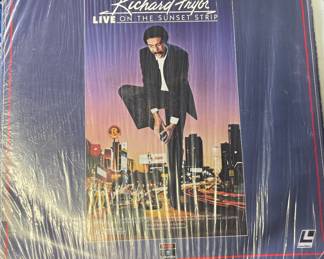 Richard Pryor
LIVE ON THE SUNSET STRIP